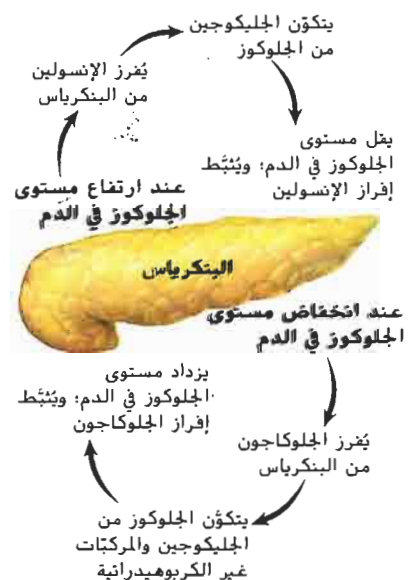 يتكوّن الجليكوجين
من الجلوكوز
يُفرز الإنسولين
من البنكرياس
يقل مستوى
الجلوكوز في الدم؛ ويُثبَّط
إفراز الإنسولين
عند ارتفاع مستوى
الجلوكوز في الدم
البنكرياس
عند انخفاض مستوى
الجلوكوز في الدم
يزداد مستوى
الجلوكوز في الدم؛ ويُثبَّط
إفراز الجلوكاجون
يُفرز الجلوكاجون
من البنكرياس
يتكوَّن الجلوكوز من
الجليكوجين والمركبّات
غير الكربوهيدراتية